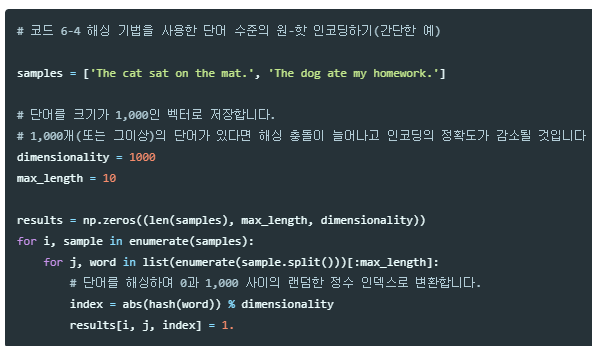 # 코드 6-4 해싱 기법을 사용한 단어 수준의 원-핫 인코딩하기(간단한 예)
samples = ['The cat sat on the mat.', 'The dog ate my homework.']
# 단어를 크기가 1,000인 벡터로 저장합니다.
# 1,000개(또는 그이상)의 단어가 있다면 해싱 충돌이 늘어나고 인코딩의 정확도가 감소될 것입니다
dimensionality = 1000
max_length = 10
results = np.zeros((len(samples), max_length, dimensionality))
for i, sample in enumerate(samples):
    for j, word in list(enumerate(sample.split()))[:max_length]:
        # 단어를 해싱하여 0과 1,000 사이의 랜덤한 정수 인덱스로 변환합니다.
        index = abs(hash(word)) % dimensionality
        results[i, j, index] = 1.